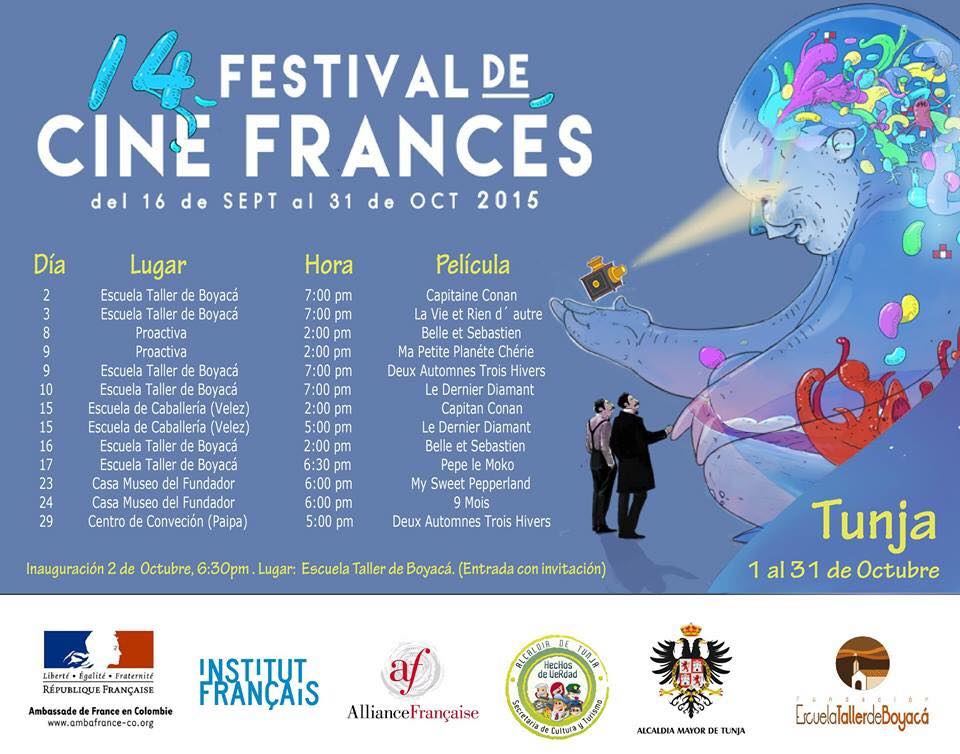 14 FESTIVAL DE
CINE FRANCÉS
del 16 de SEPT al 31 de OCT 2015
Día Lugar Hora Película
2 Escuela Taller de Boyacá 7:00 pm Capitaine Conan
3 Escuela Taller de Boyacá 7:00 pm La Vie et Rien d´ autre
8 Proactiva 2:00 pm Belle et Sebastien
9 Proactiva 2:00 pm Ma Petite Planéte Chérie
9 Escuela Taller de Boyacá 7:00 pm Deux Automnes Trois Hivers
10 Escuela Taller de Boyacá 7:00 pm Le Dernier Diamant
15 Escuela de Caballería (Velez) 2:00 pm Capitan Conan
15 Escuela de Caballería (Velez) 5:00 pm Le Dernier Diamant
16 Escuela Taller de Boyacá 2:00 pm Belle et Sebastien
17 Escuela Taller de Boyacá 6:30 pm Pepe le Moko
23 Casa Museo del Fundador 6:00 pm My Sweet Pepperland
24 Casa Museo del Fundador 6:00 pm 9 Mois
29 Centro de Conveción (Paipa) 5:00 pm Deux Automnes Trois Hivers
Tunja
1 al 31 de Octubre
Inauguración 2 de Octubre, 6:30pm . Lugar: Escuela Taller de Boyacá. (Entrada con invitación)
Liberté • Égalité • Fraternité
RÉPUBLIQUE FRANÇAISE
Ambassade de France en Colombie
www.ambafrance-co.org
INSTITUT
FRANÇAIS
af
AllianceFrançaise
ALCALDIA DE TUNJA
HecHos
de VeRdad
Secretaría de Cultura y Turismo
ALCALDIA MAYOR DE TUNJA
Fundación
EscuelaTallerdeBoyacá